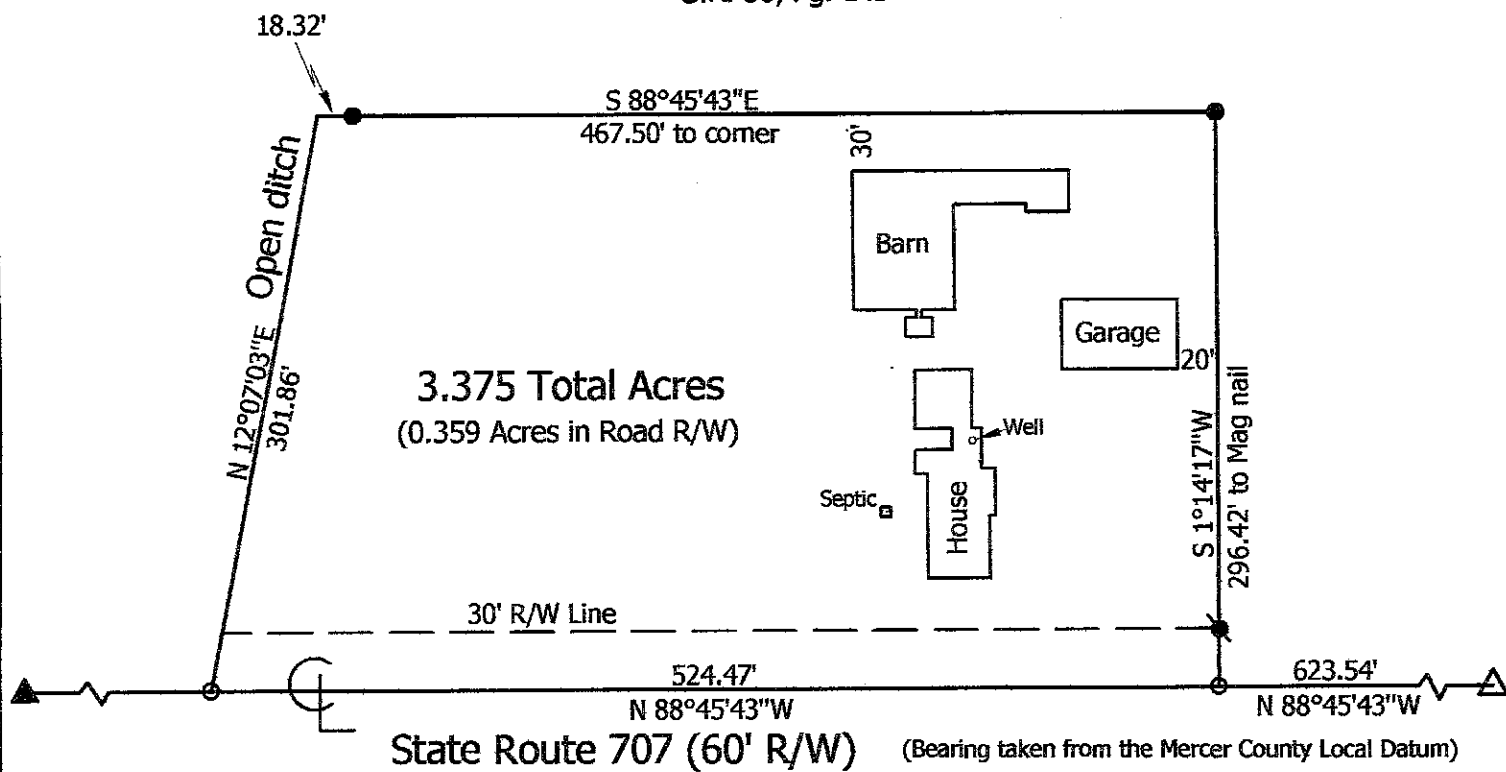 18.32'
S 88°45'43"E
467.50' to corner
30'
Open ditch
N 12°07'03"E
301.86'
Barn
Garage
20'
3.375 Total Acres
(0.359 Acres in Road R/W)
Well
Septic
House
S 1°14'17"W
296.42' to Mag nail
30' R/W Line
524.47'
N 88°45'43"W
623.54'
N 88°45'43"W
State Route 707 (60' R/W)
(Bearing taken from the Mercer County Local Datum)